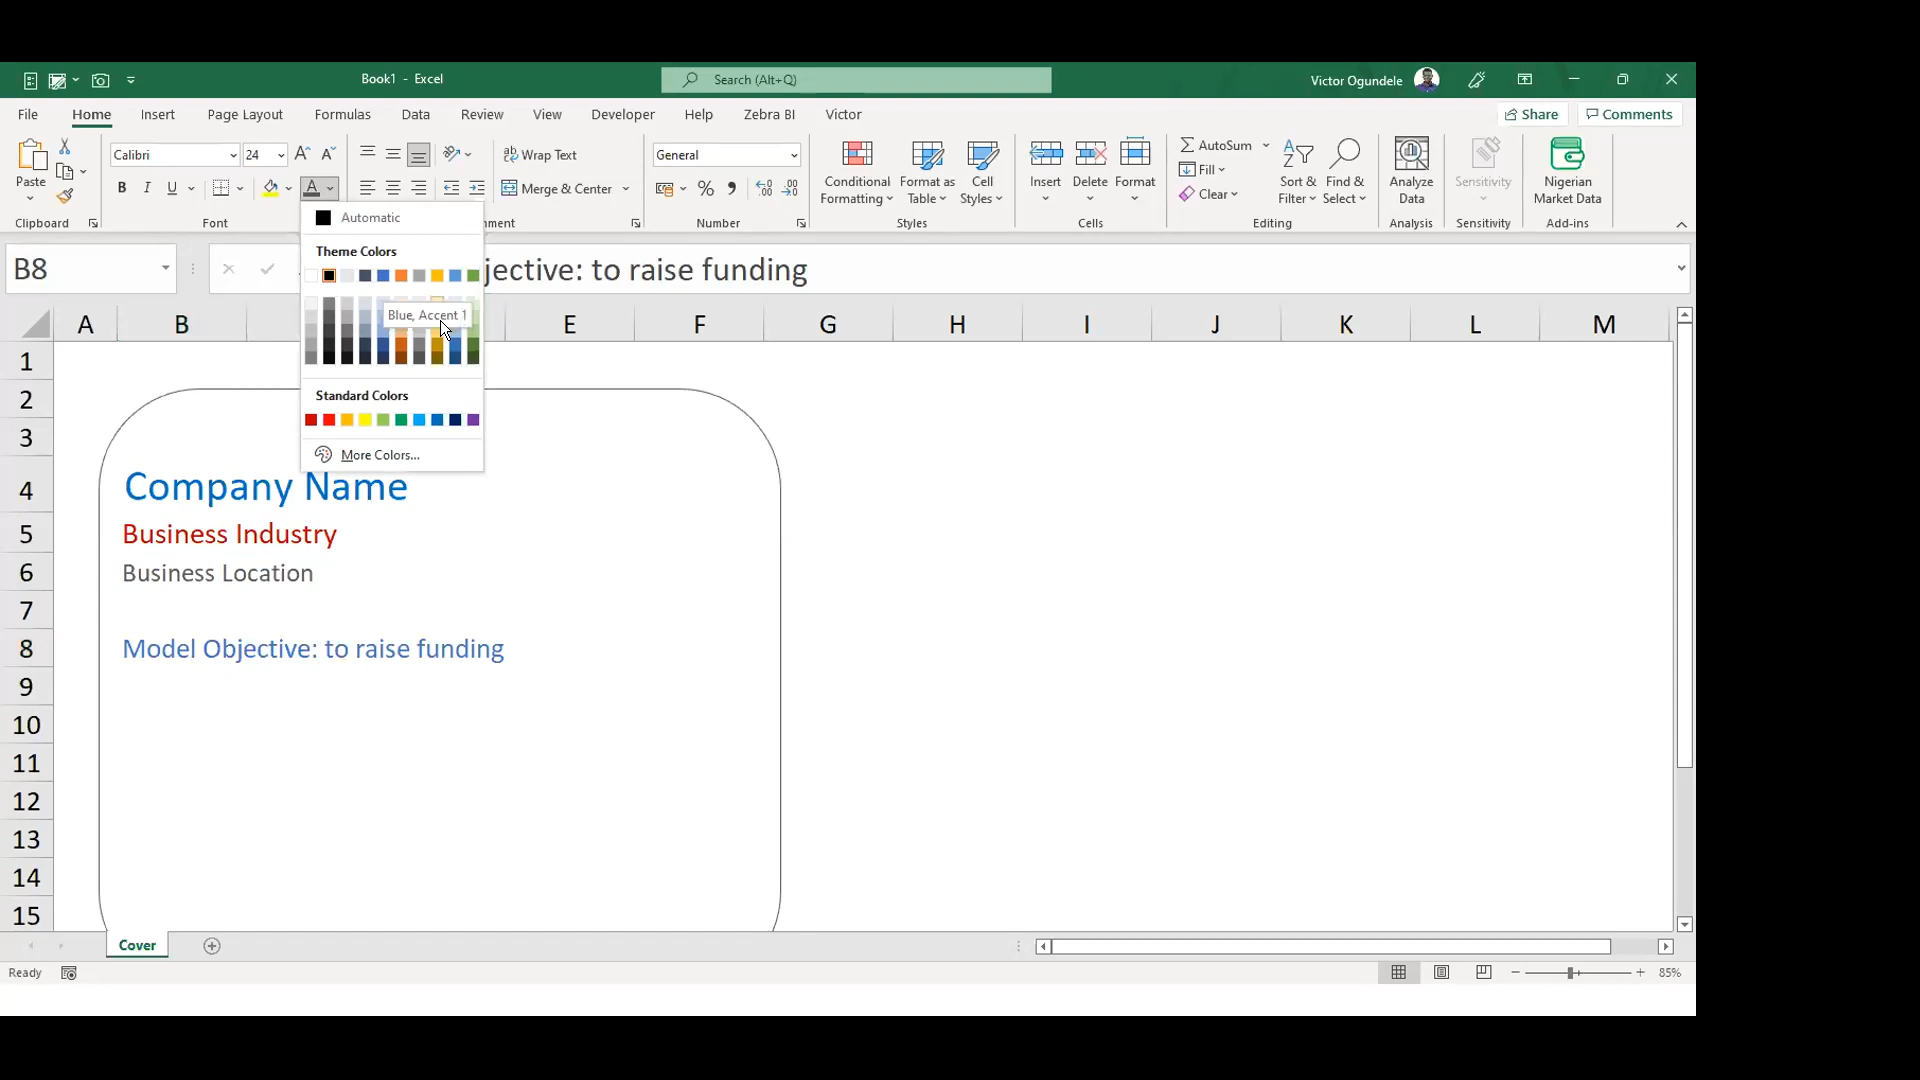 Book1 - Excel
Search (Alt+Q)
Victor Ogundele
File Home Insert Page Layout Formulas Data Review View Developer Help Zebra BI Victor
Share Comments
Paste
Clipboard
Calibri 24
B I U A
Font
Wrap Text
Merge & Center
nment
General
% 9
Number
Conditional Formatting
Format as Table
Cell Styles
Styles
Insert Delete Format
Cells
AutoSum
Fill
Clear
Sort & Filter
Find & Select
Editing
Analyze Data
Analysis
Sensitivity
Sensitivity
Nigerian Market Data
Add-ins
Automatic
Theme Colors
Blue, Accent 1
Standard Colors
More Colors...
B8
jective: to raise funding
A B E F G H I J K L M
1
2
3
4 Company Name
5 Business Industry
6 Business Location
7
8 Model Objective: to raise funding
9
10
11
12
13
14
15
Cover
Ready
85%